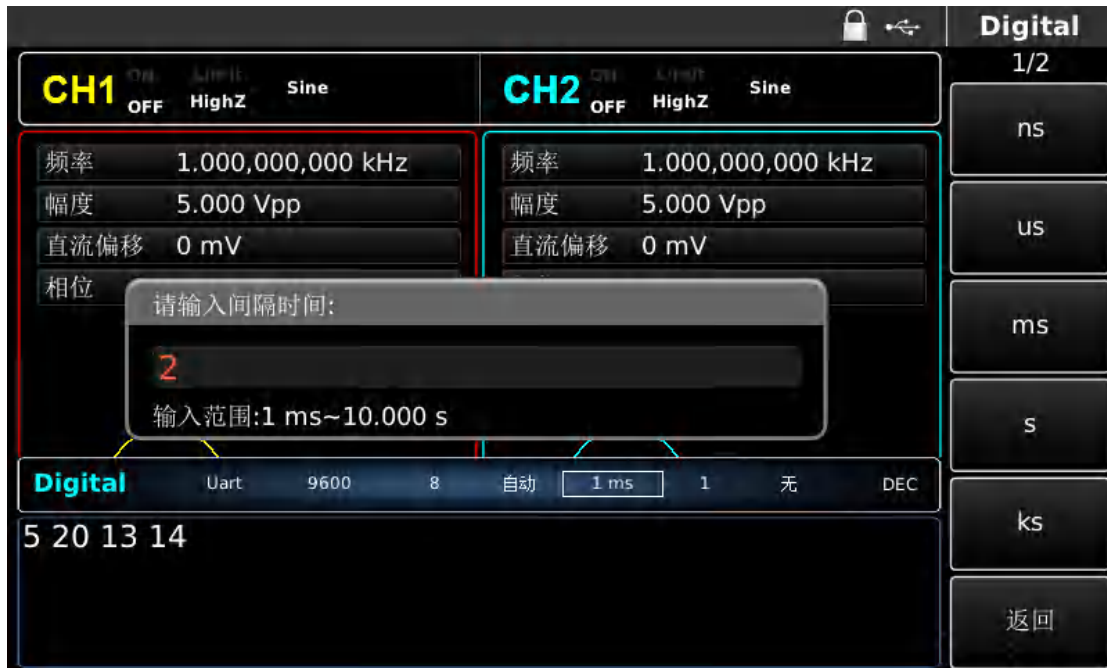 Digital
1/2
CH1 ON OFF Limit HighZ Sine
CH2 ON OFF Limit HighZ Sine
频率 1.000,000,000 kHz
幅度 5.000 Vpp
直流偏移 0 mV
相位
频率 1.000,000,000 kHz
幅度 5.000 Vpp
直流偏移 0 mV
请输入间隔时间:
2
输入范围:1 ms~10.000 s
Digital Uart 9600 8 自动 1 ms 1 无 DEC
5 20 13 14
ns
us
ms
s
ks
返回